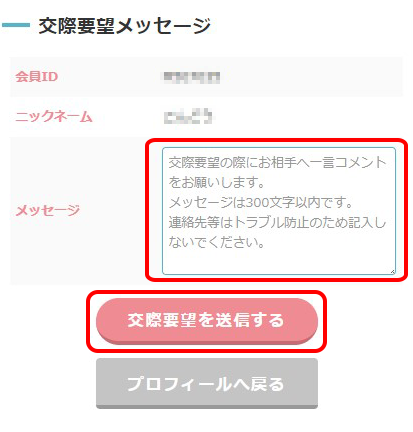 交際要望メッセージ
会員ID
ニックネーム
メッセージ
交際要望の際にお相手へ一言コメント
をお願いします。
メッセージは300文字以内です。
連絡先等はトラブル防止のため記入し
ないでください。
交際要望を送信する
プロフィールへ戻る